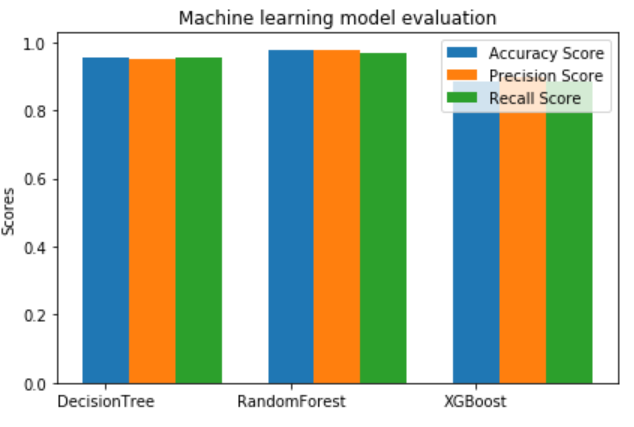 Machine learning model evaluation
Accuracy Score
Precision Score
Recall Score
Scores
1.0
0.8
0.6
0.4
0.2
0.0
DecisionTree
RandomForest
XGBoost